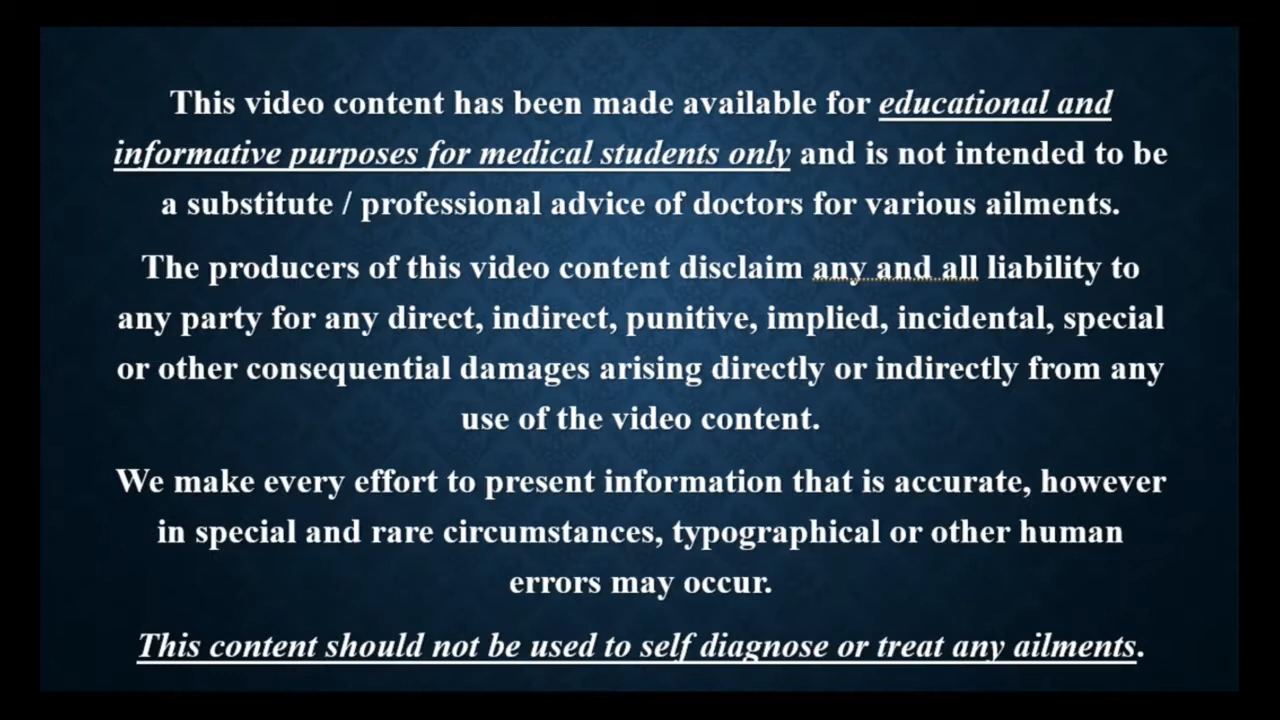 This video content has been made available for educational and
informative purposes for medical students only and is not intended to be
a substitute / professional advice of doctors for various ailments.
The producers of this video content disclaim any and all liability to
any party for any direct, indirect, punitive, implied, incidental, special
or other consequential damages arising directly or indirectly from any
use of the video content.
We make every effort to present information that is accurate, however
in special and rare circumstances, typographical or other human
errors may occur.
This content should not be used to self diagnose or treat any ailments.